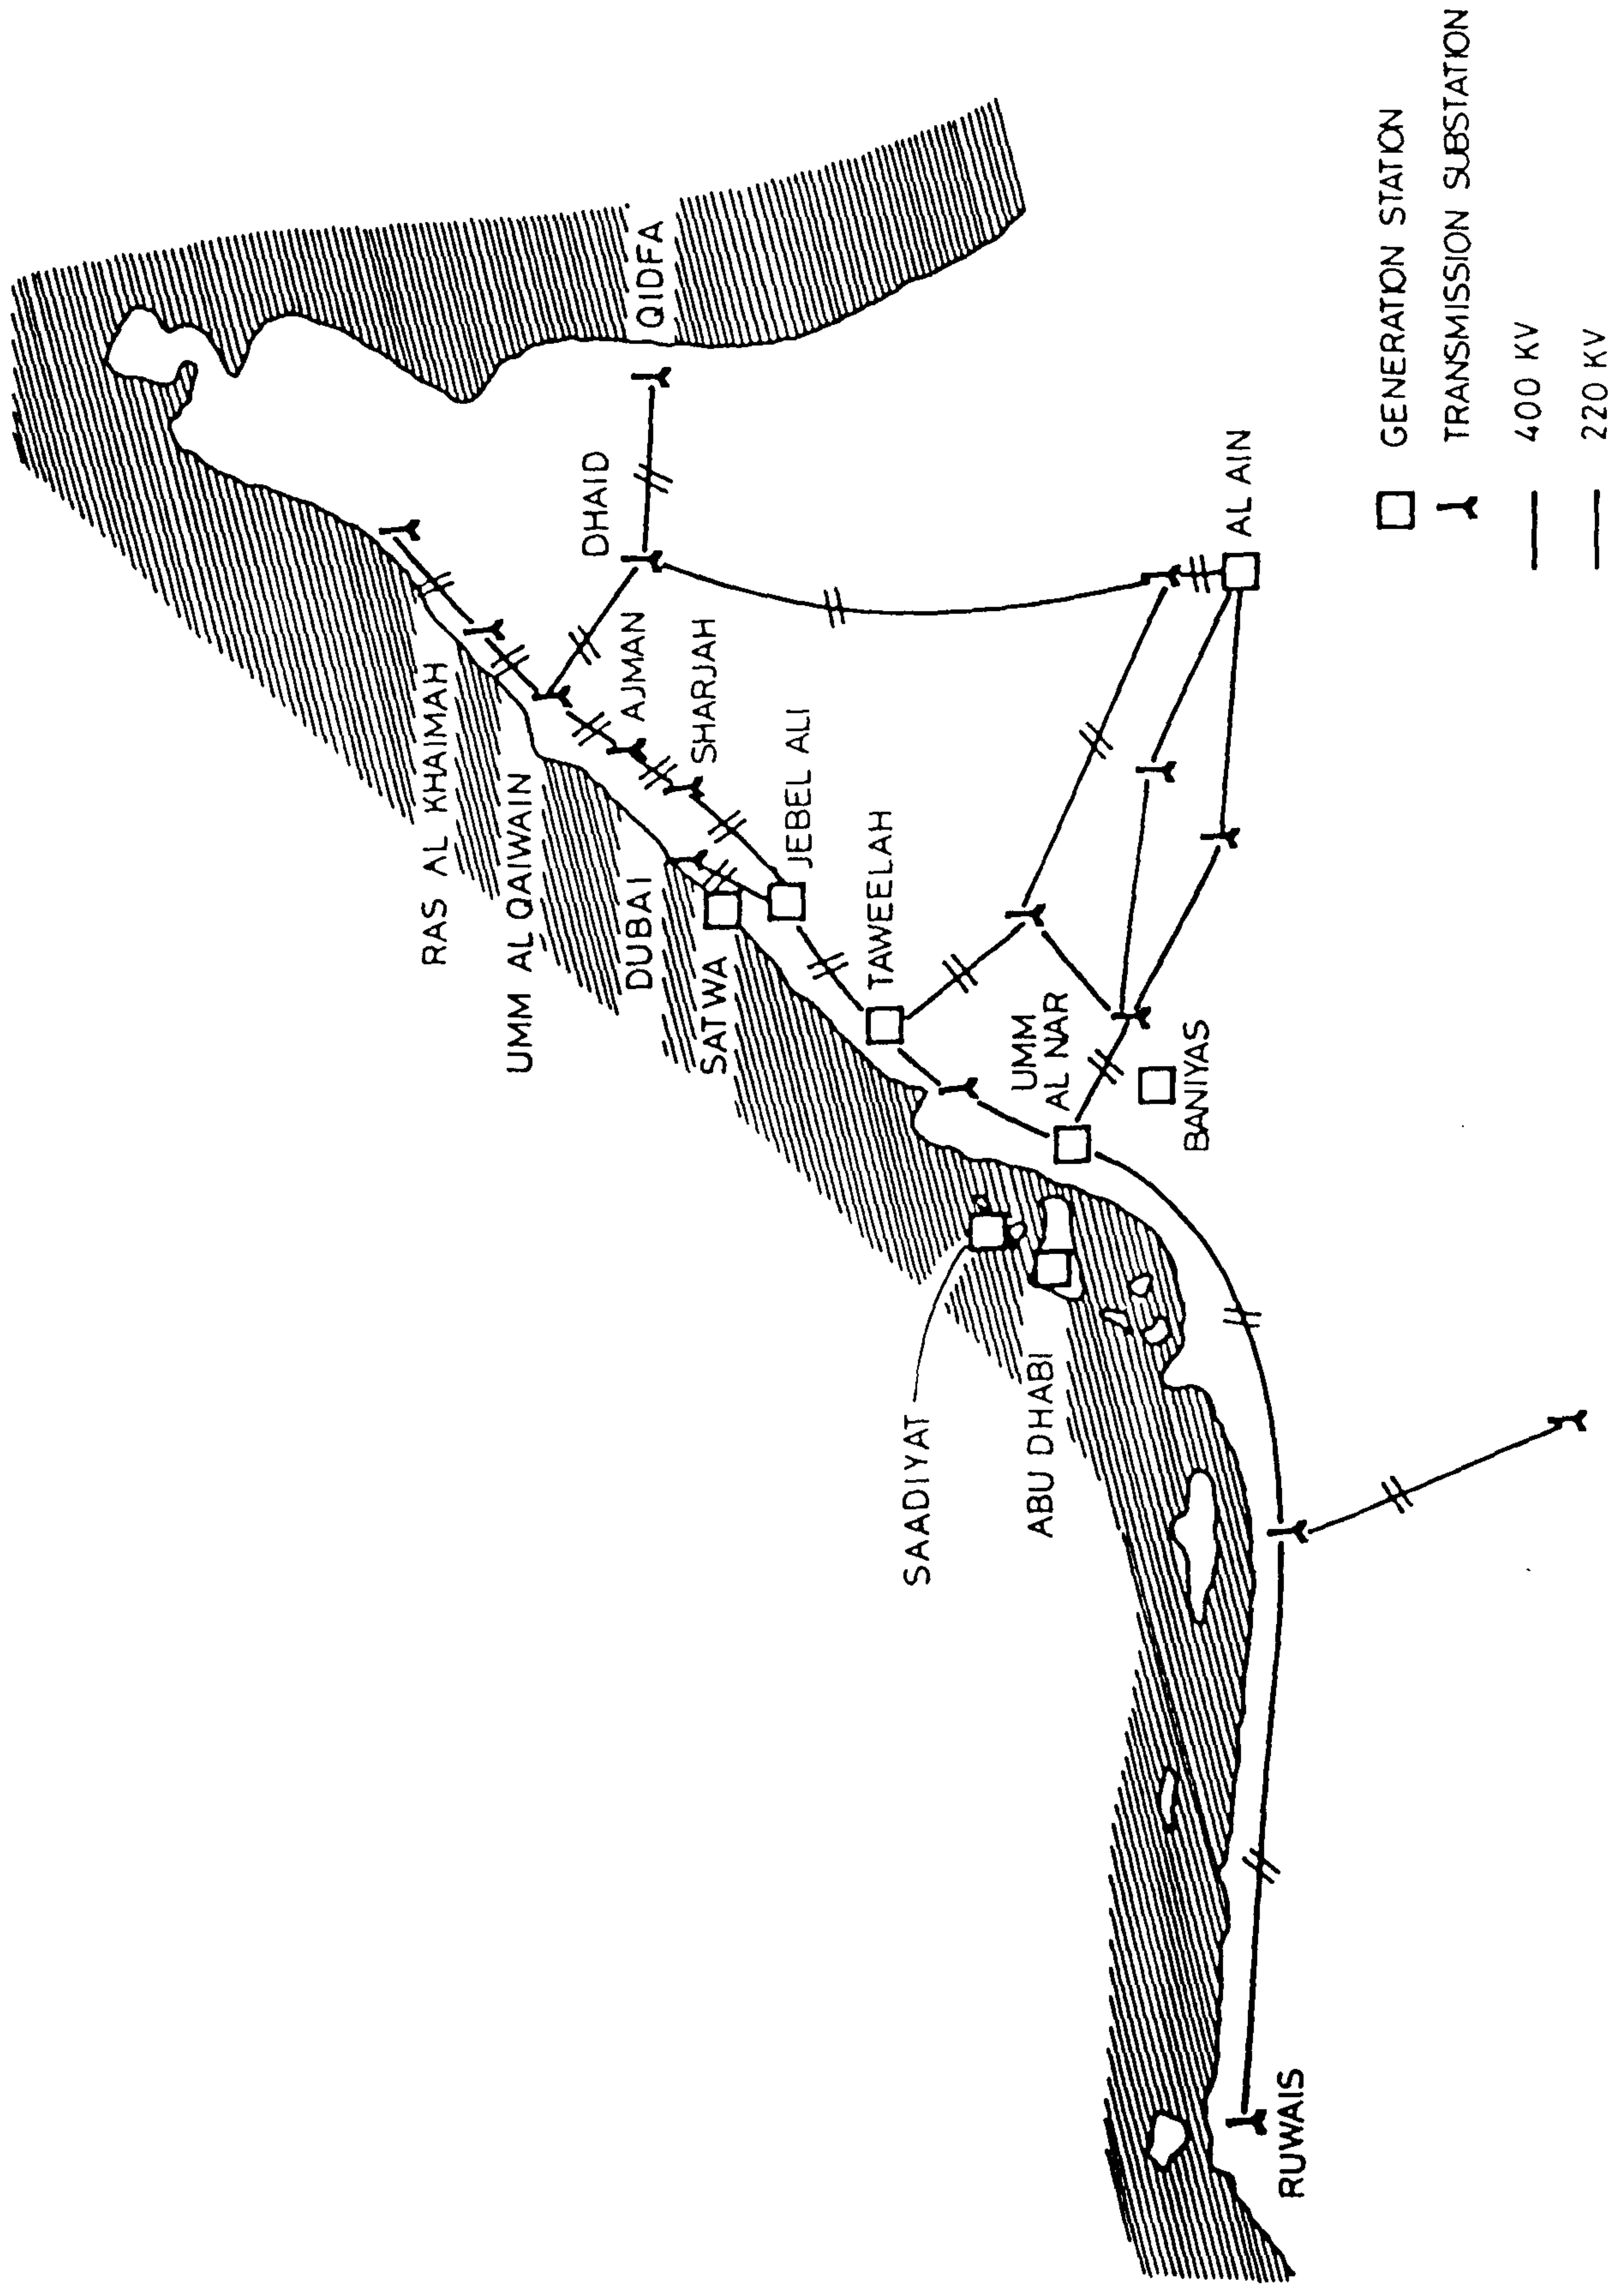 RAS AL KHAIMAH
UMM AL QAIWAIN
DUBAI
SATWA
QIDFA
DHAID
AJMAN
SHARJAH
JEBEL ALI
TAWEELAH
UMM
AL NAR
BANIYAS
AL AIN
SAADIYAT
ABU DHABI
RUWAIS
GENERATION STATION
TRANSMISSION SUBSTATION
400 KV
220 KV